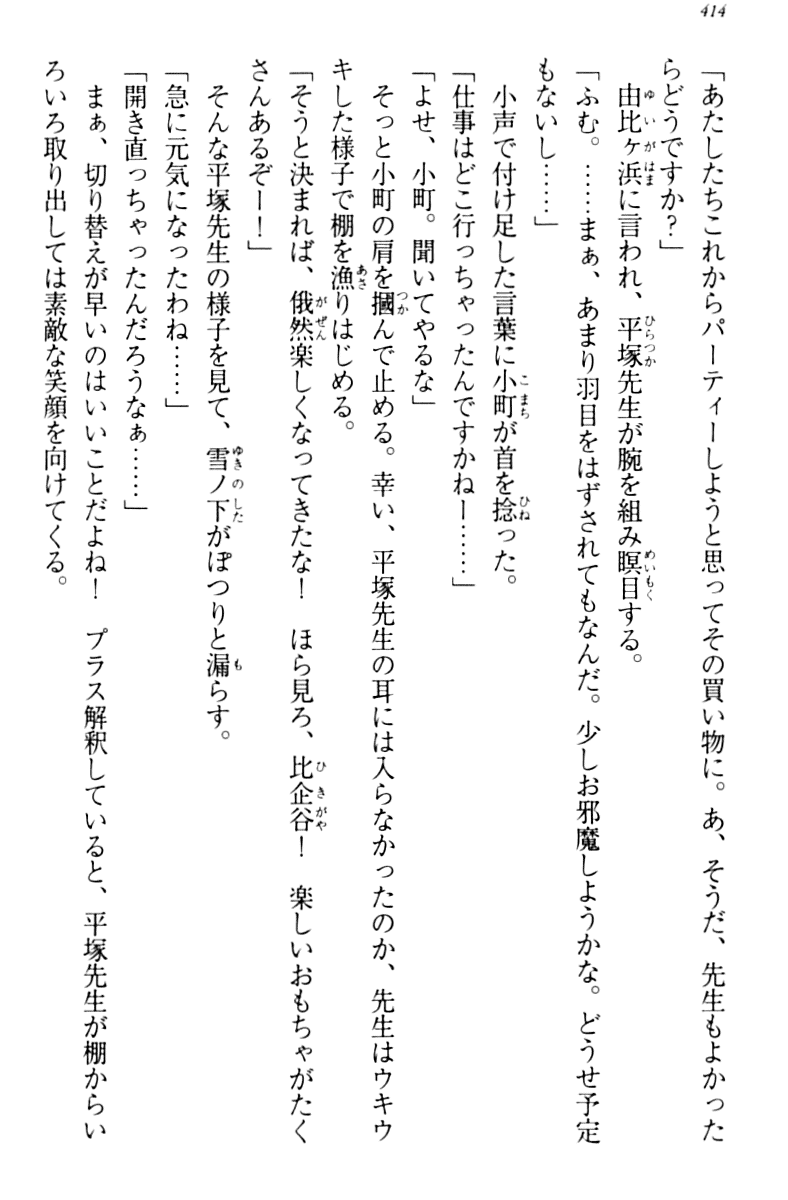 414
「あたしたちこれからパーティーしようと思ってその買い物に。あ、そうだ、先生もよかった
らどうですか?」
由比ヶ浜に言われ、平塚先生が腕を組み瞑目する。
「ふむ。……まぁ、あまり羽目をはずされてもなんだ。少しお邪魔しようかな。どうせ予定
もないし……」
小声で付け足した言葉に小町が首を捻った。
「仕事はどこ行っちゃったんですかねー……」
「よせ、小町。聞いてやるな」
そっと小町の肩を摑んで止める。幸い、平塚先生の耳には入らなかったのか、先生はウキウ
キした様子で棚を漁りはじめる。
「そうと決まれば、俄然楽しくなってきたな! ほら見ろ、比企谷! 楽しいおもちゃがたく
さんあるぞー!」
そんな平塚先生の様子を見て、雪ノ下がぽつりと漏らす。
「急に元気になったわね……」
「開き直っちゃったんだろうなぁ……」
まぁ、切り替えが早いのはいいことだよね! プラス解釈していると、平塚先生が棚からい
ろいろ取り出しては素敵な笑顔を向けてくる。